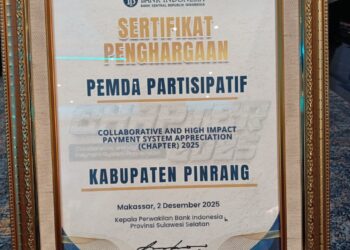 BANK INDONESIA
BANK CENTRAL REPUBLIK INDONESIA
SERTIFIKAT
PENGHARGAAN
PEMDA PARTISIPATIF
COLLABORATIVE AND HIGH IMPACT
PAYMENT SYSTEM APPRECIATION
(CHAPTER) 2025
KABUPATEN PINRANG
Makassar, 2 Desember 2025
Kepala Perwakilan Bank Indonesia
Provinsi Sulawesi Selatan